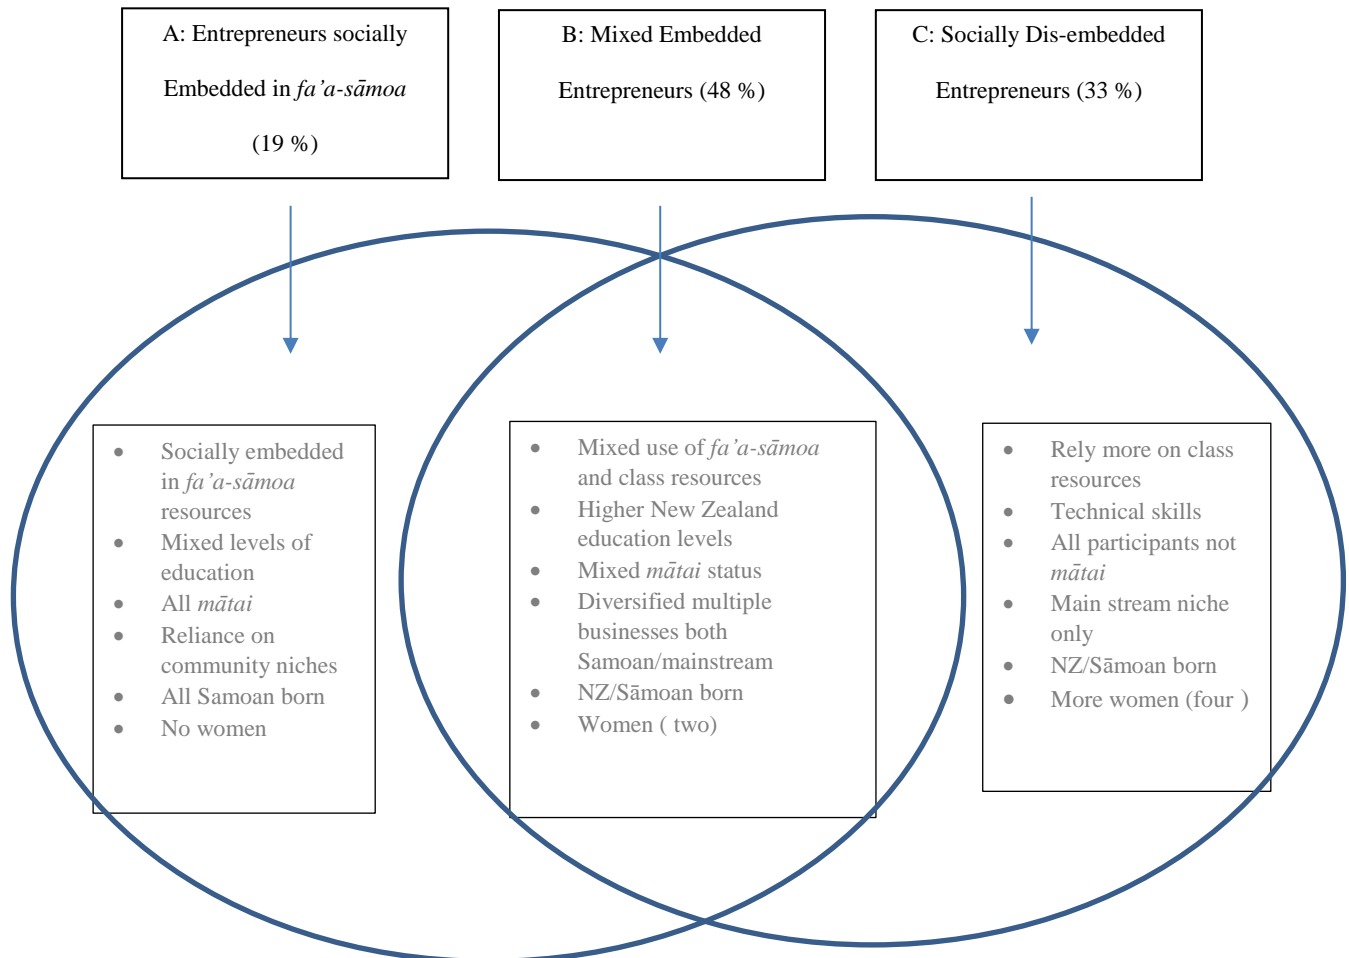 A: Entrepreneurs socially
Embedded in fa’a-sāmoa
(19 %)
B: Mixed Embedded
Entrepreneurs (48 %)
C: Socially Dis-embedded
Entrepreneurs (33 %)
• Socially embedded
in fa’a-sāmoa
resources
• Mixed levels of
education
• All mātai
• Reliance on
community niches
• All Samoan born
• No women
• Mixed use of fa’a-sāmoa
and class resources
• Higher New Zealand
education levels
• Mixed mātai status
• Diversified multiple
businesses both
Samoan/mainstream
• NZ/Sāmoan born
• Women ( two)
• Rely more on class
resources
• Technical skills
• All participants not
mātai
• Main stream niche
only
• NZ/Sāmoan born
• More women (four )